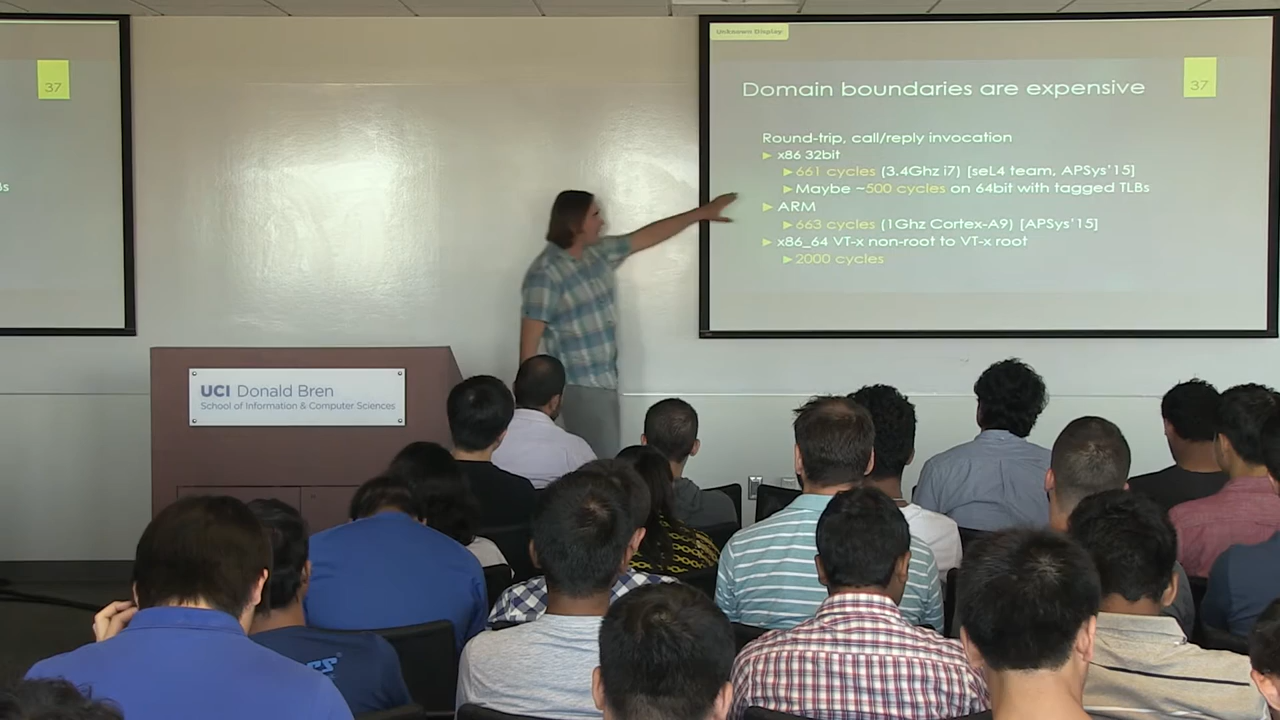 37
Bs
Unknown Display
Domain boundaries are expensive
37
Round-trip, call/reply invocation
► x86 32bit
► 661 cycles (3.4Ghz i7) [seL4 team, APSys'15]
► Maybe ~500 cycles on 64bit with tagged TLBs
► ARM
► 663 cycles (1Ghz Cortex-A9) [APSys'15]
► x86_64 VT-x non-root to VT-x root
► 2000 cycles
UCI Donald Bren
School of Information & Computer Sciences